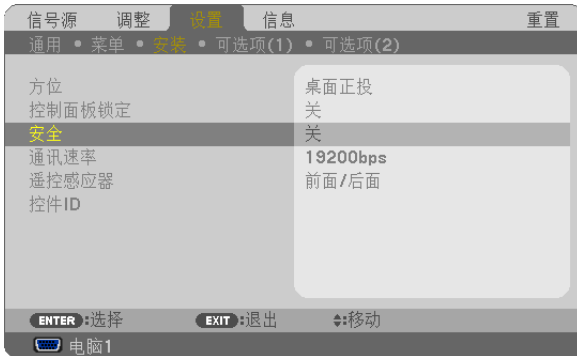 信号源 调整 设置 信息 重置
通用 • 菜单 • 安装 • 可选项(1) • 可选项(2)
方位 桌面正投
控制面板锁定 关
安全 关
通讯速率 19200bps
遥控感应器 前面/后面
控件ID
ENTER:选择 EXIT:退出 :移动
电脑1